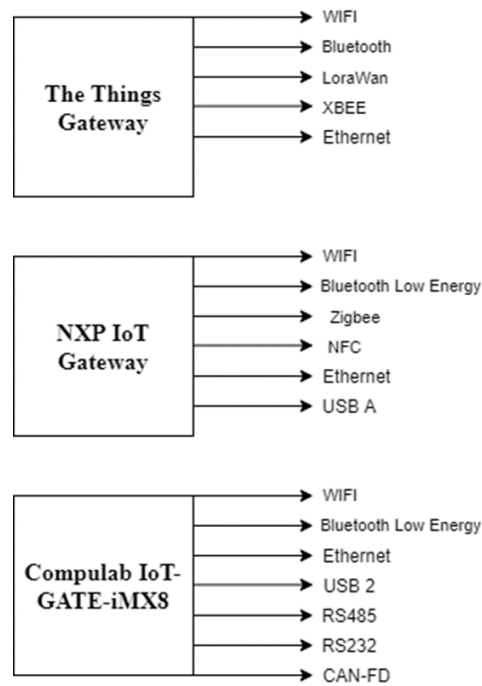 The Things
Gateway
WIFI
Bluetooth
LoraWan
XBEE
Ethernet
NXP IoT
Gateway
WIFI
Bluetooth Low Energy
Zigbee
NFC
Ethernet
USB A
Compulab IoT-
GATE-iMX8
WIFI
Bluetooth Low Energy
Ethernet
USB 2
RS485
RS232
CAN-FD